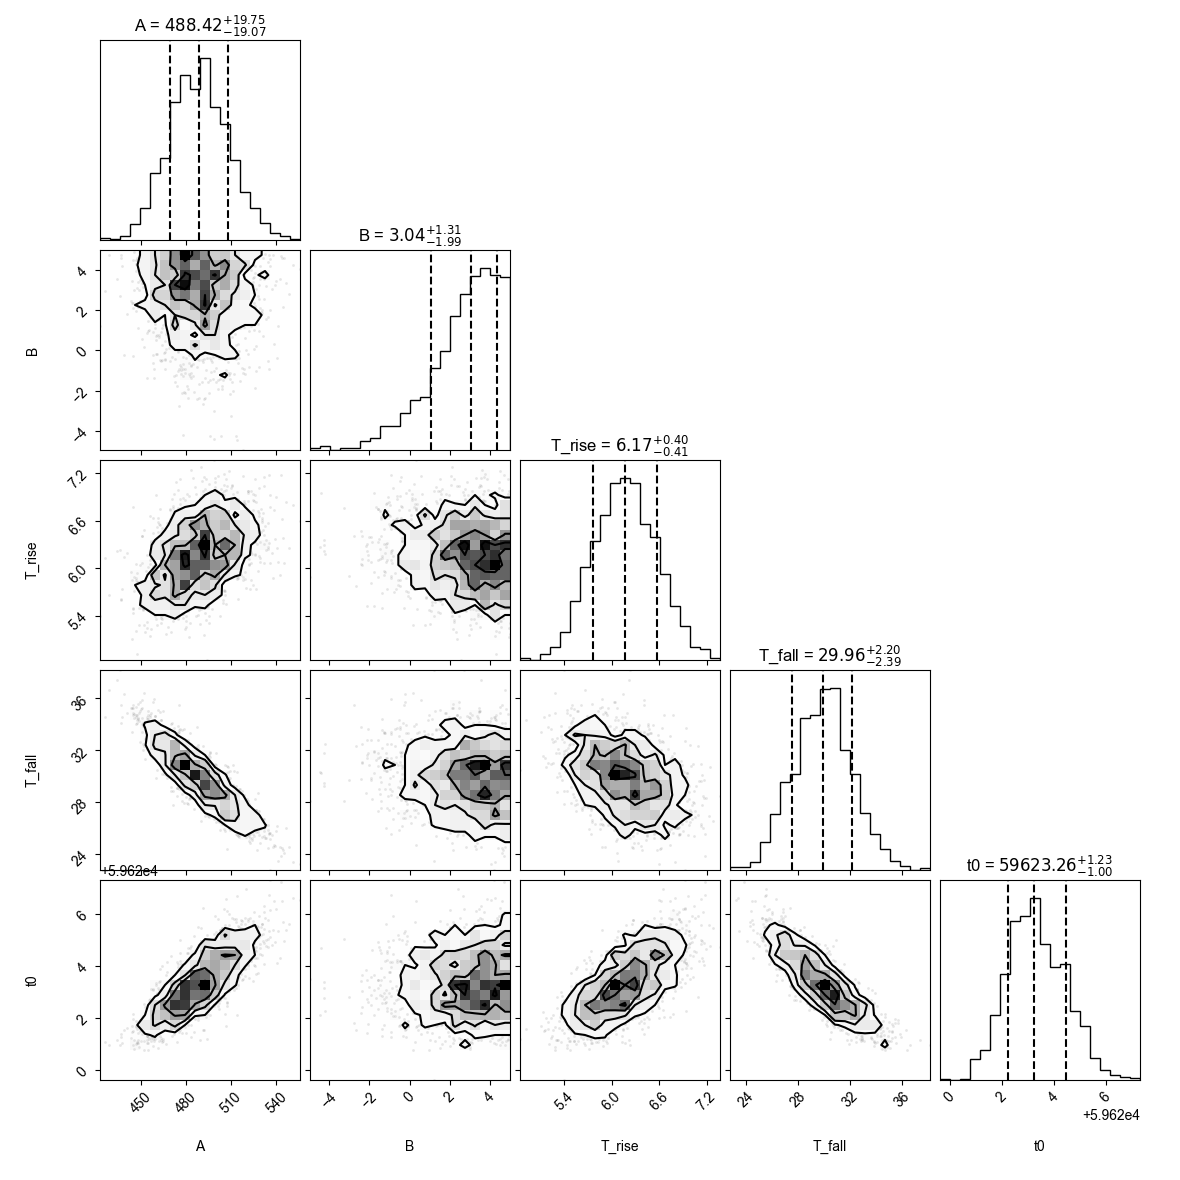 A = 488.42+19.75−19.07
B = 3.04+1.31−1.99
T_rise = 6.17+0.40−0.41
T_fall = 29.96+2.20−2.39
t0 = 59623.26+1.23−1.00
4
2
0
−2
−4
B
7.2
6.6
6.0
5.4
T_rise
36
32
28
24
T_fall
+5.962e4
6
4
2
0
t0
450 480 510 540
−4 −2 0 2 4
5.4 6.0 6.6 7.2
24 28 32 36
0 2 4 6
+5.962e4
A B T_rise T_fall t0